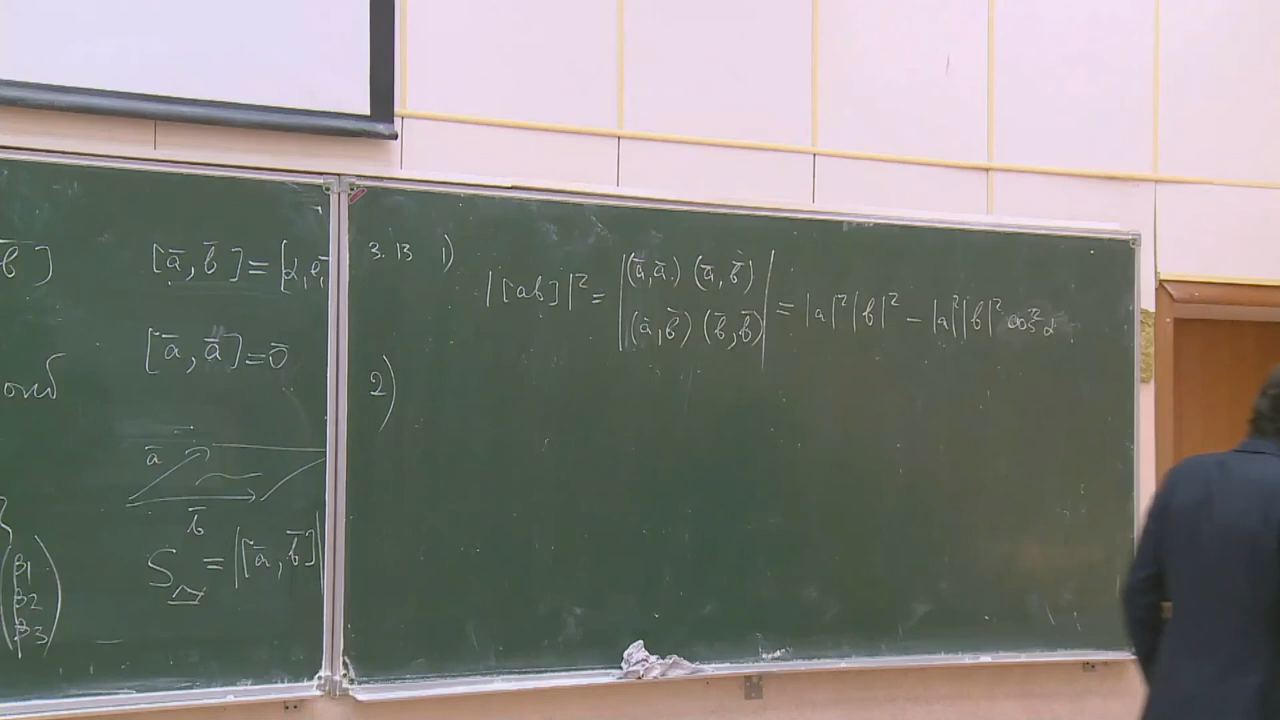 b̄]
[ā, b̄] = [
[ā, ā] = 0̄
ā
b̄
S = |[ā, b̄]|
β1
β2
β3
3.13 1)
|[ab]|² = |(ā,ā) (ā,b̄)| = |a|²|b|² − |a|²|b|² cos²α
|(ā,b̄) (b̄,b̄)|
2)